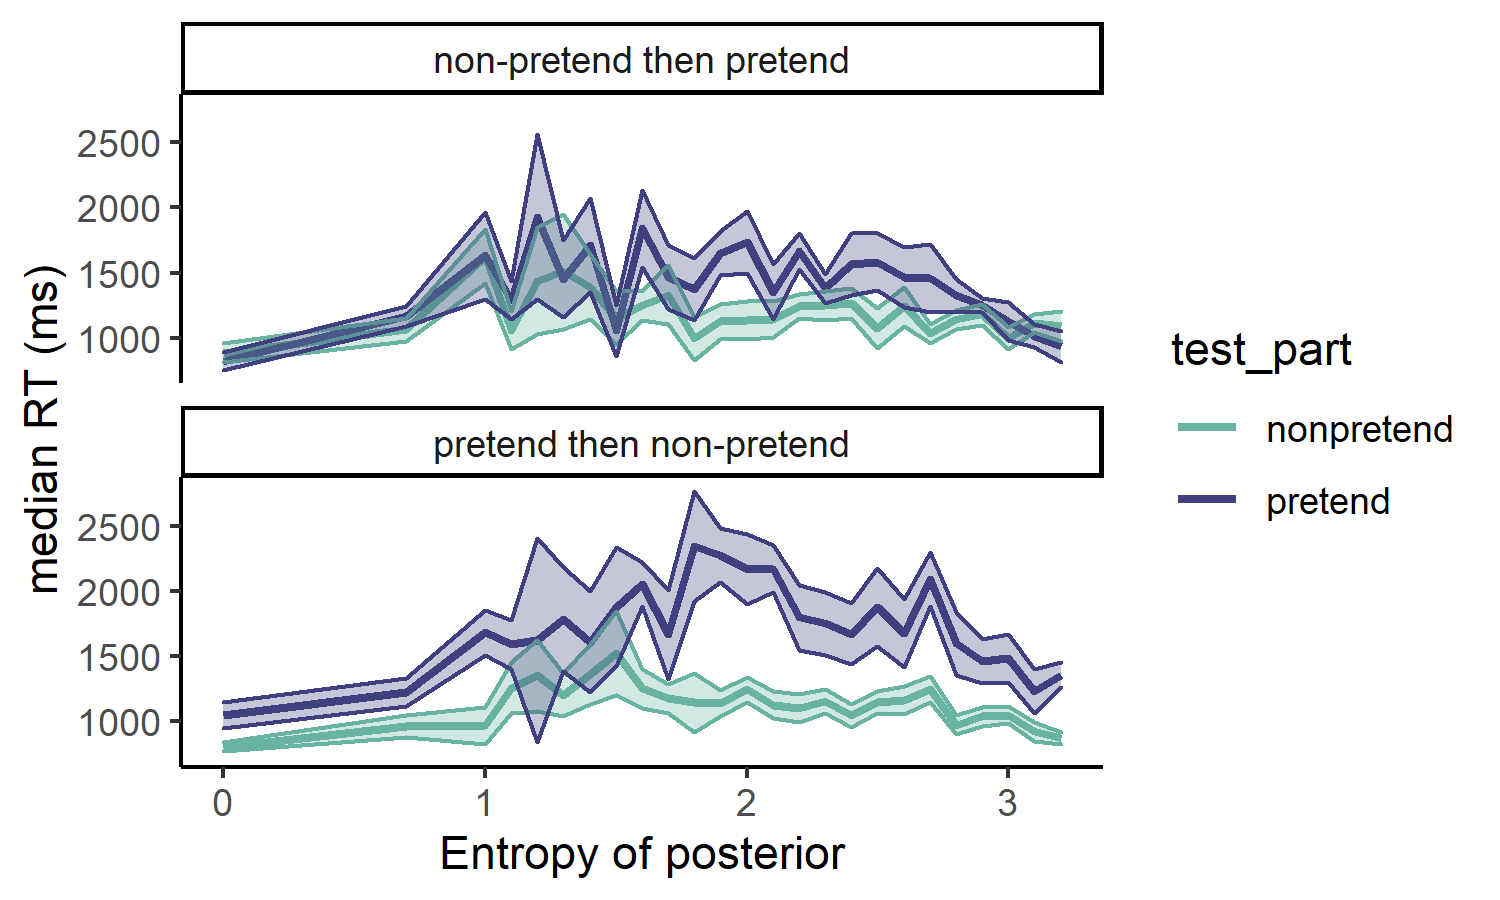 non-pretend then pretend
2500
2000
1500
1000
pretend then non-pretend
2500
2000
1500
1000
0 1 2 3
Entropy of posterior
median RT (ms)
test_part
nonpretend
pretend